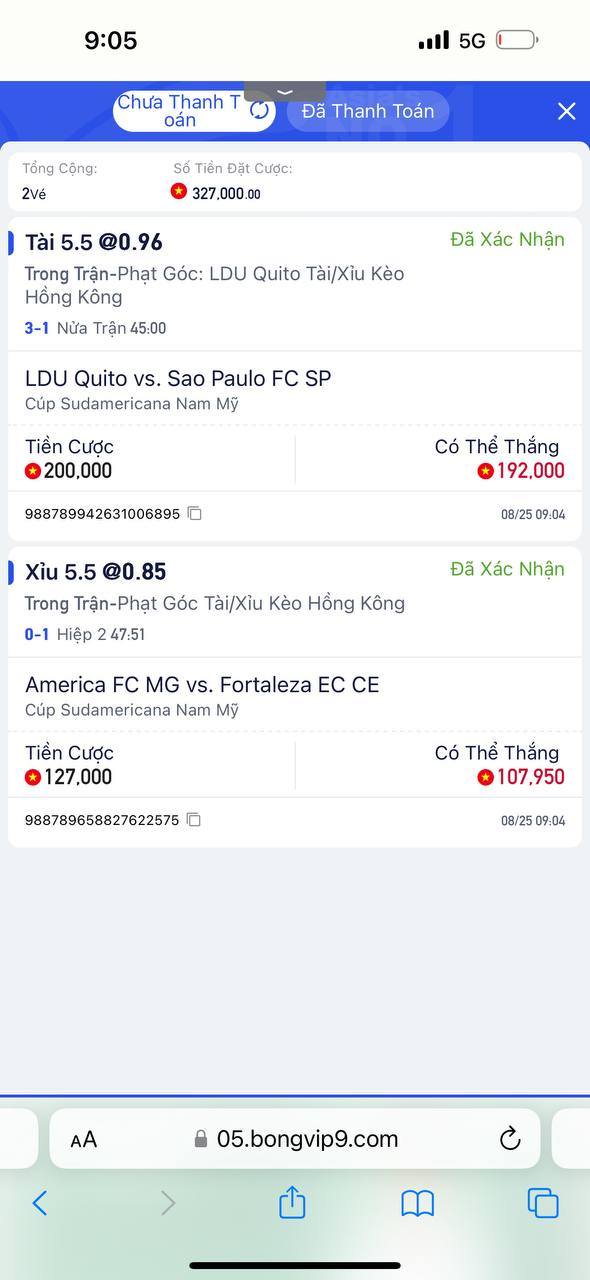 9:05
5G
Chưa Thanh T
oán
Đã Thanh Toán
Tổng Cộng:
Số Tiền Đặt Cược:
2Vé
327,000.00
Tài 5.5 @0.96
Đã Xác Nhận
Trong Trận-Phạt Góc: LDU Quito Tài/Xỉu Kèo
Hồng Kông
3-1 Nửa Trận 45:00
LDU Quito vs. Sao Paulo FC SP
Cúp Sudamericana Nam Mỹ
Tiền Cược
Có Thể Thắng
200,000
192,000
988789942631006895
08/25 09:04
Xỉu 5.5 @0.85
Đã Xác Nhận
Trong Trận-Phạt Góc Tài/Xỉu Kèo Hồng Kông
0-1 Hiệp 2 47:51
America FC MG vs. Fortaleza EC CE
Cúp Sudamericana Nam Mỹ
Tiền Cược
Có Thể Thắng
127,000
107,950
988789658827622575
08/25 09:04
AA
05.bongvip9.com